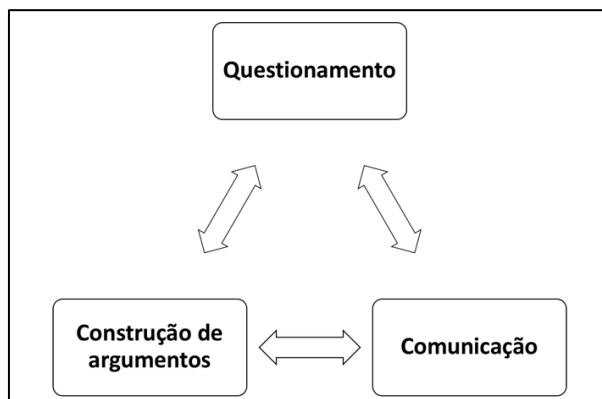 Questionamento
Construção de
argumentos
Comunicação